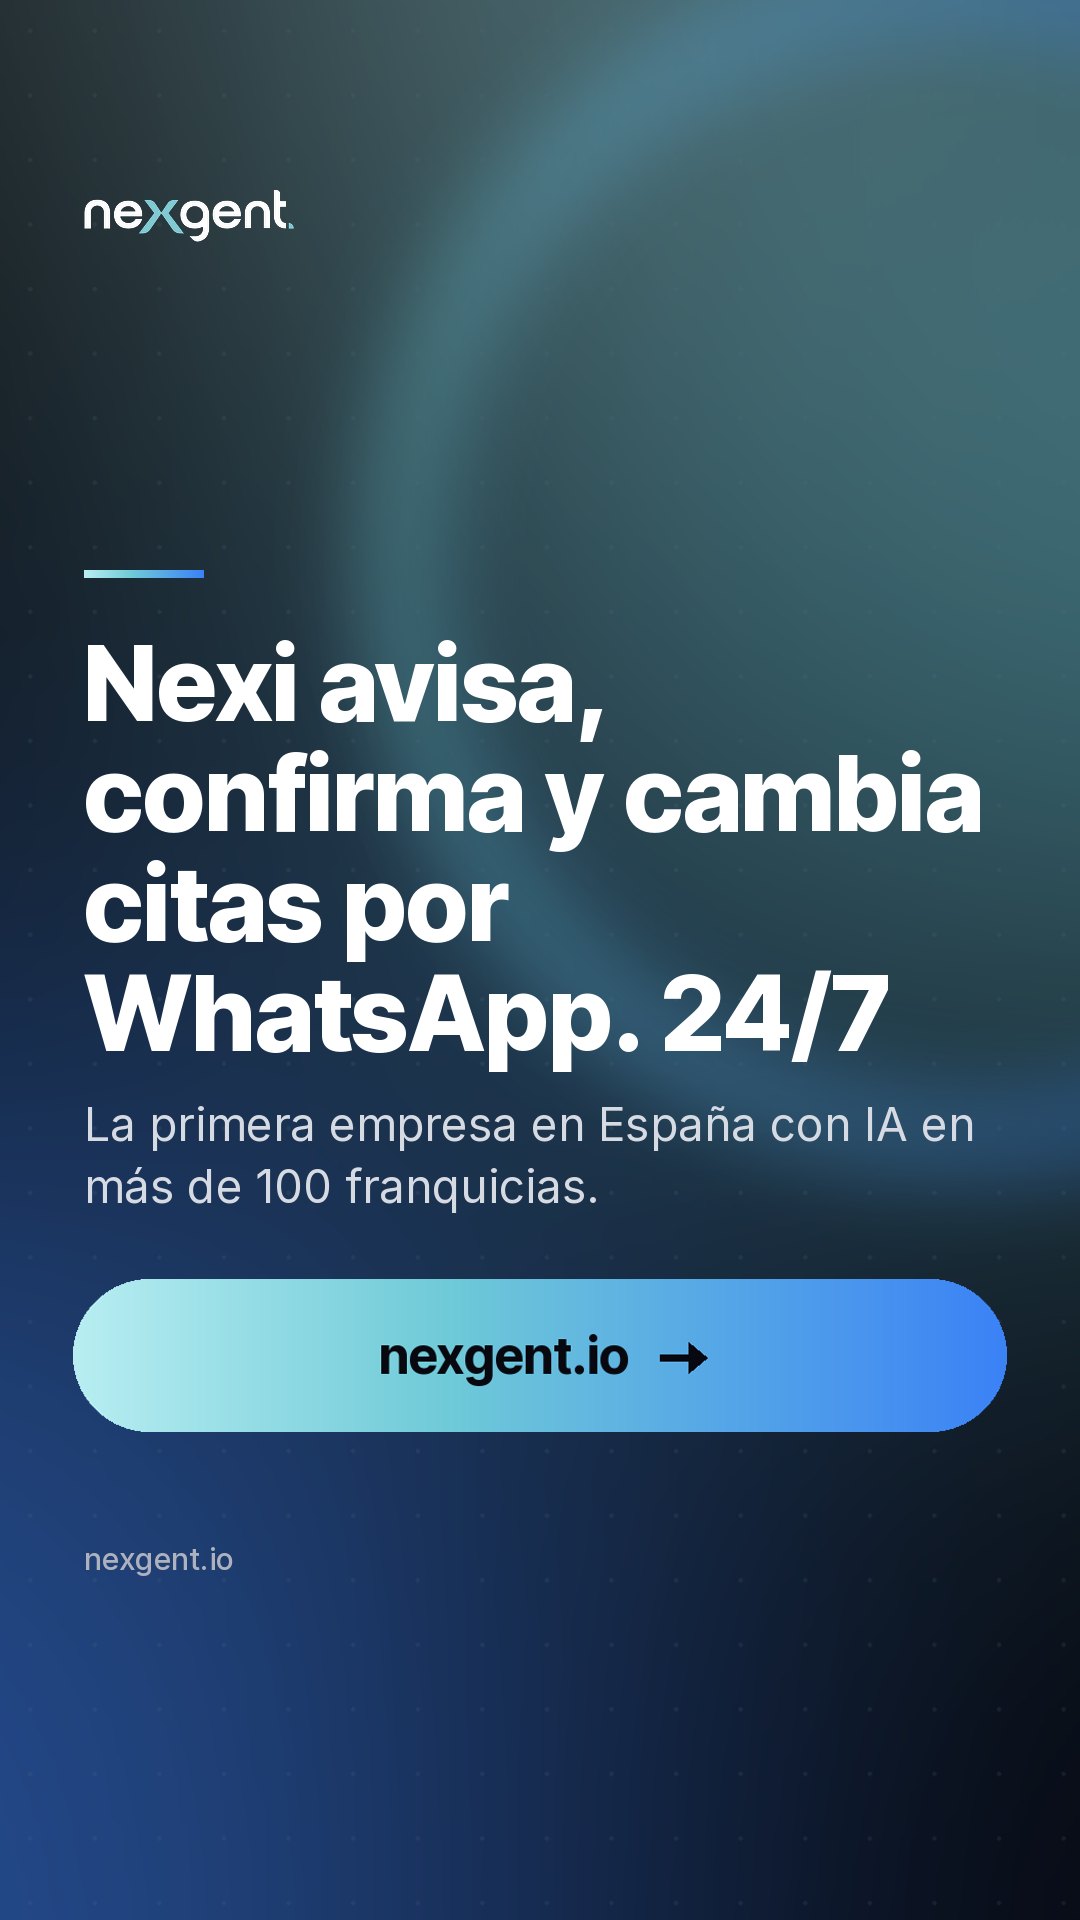 nexgent.
Nexi avisa,
confirma y cambia
citas por
WhatsApp. 24/7
La primera empresa en España con IA en
más de 100 franquicias.
nexgent.io →
nexgent.io